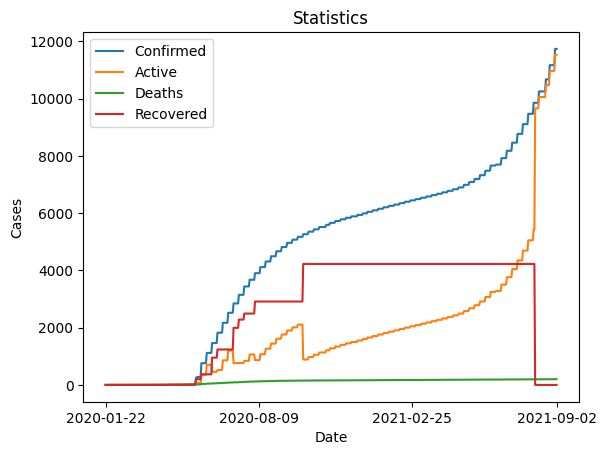 Statistics
Confirmed
Active
Deaths
Recovered
Cases
12000
10000
8000
6000
4000
2000
0
2020-01-22
2020-08-09
2021-02-25
2021-09-02
Date